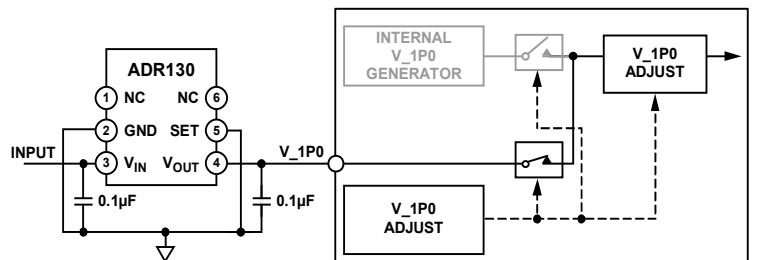 INTERNAL
V_1P0
GENERATOR
V_1P0
ADJUST
ADR130
1 NC
NC 6
2 GND
SET 5
INPUT
3 VIN
VOUT 4
V_1P0
0.1µF
0.1µF
V_1P0
ADJUST